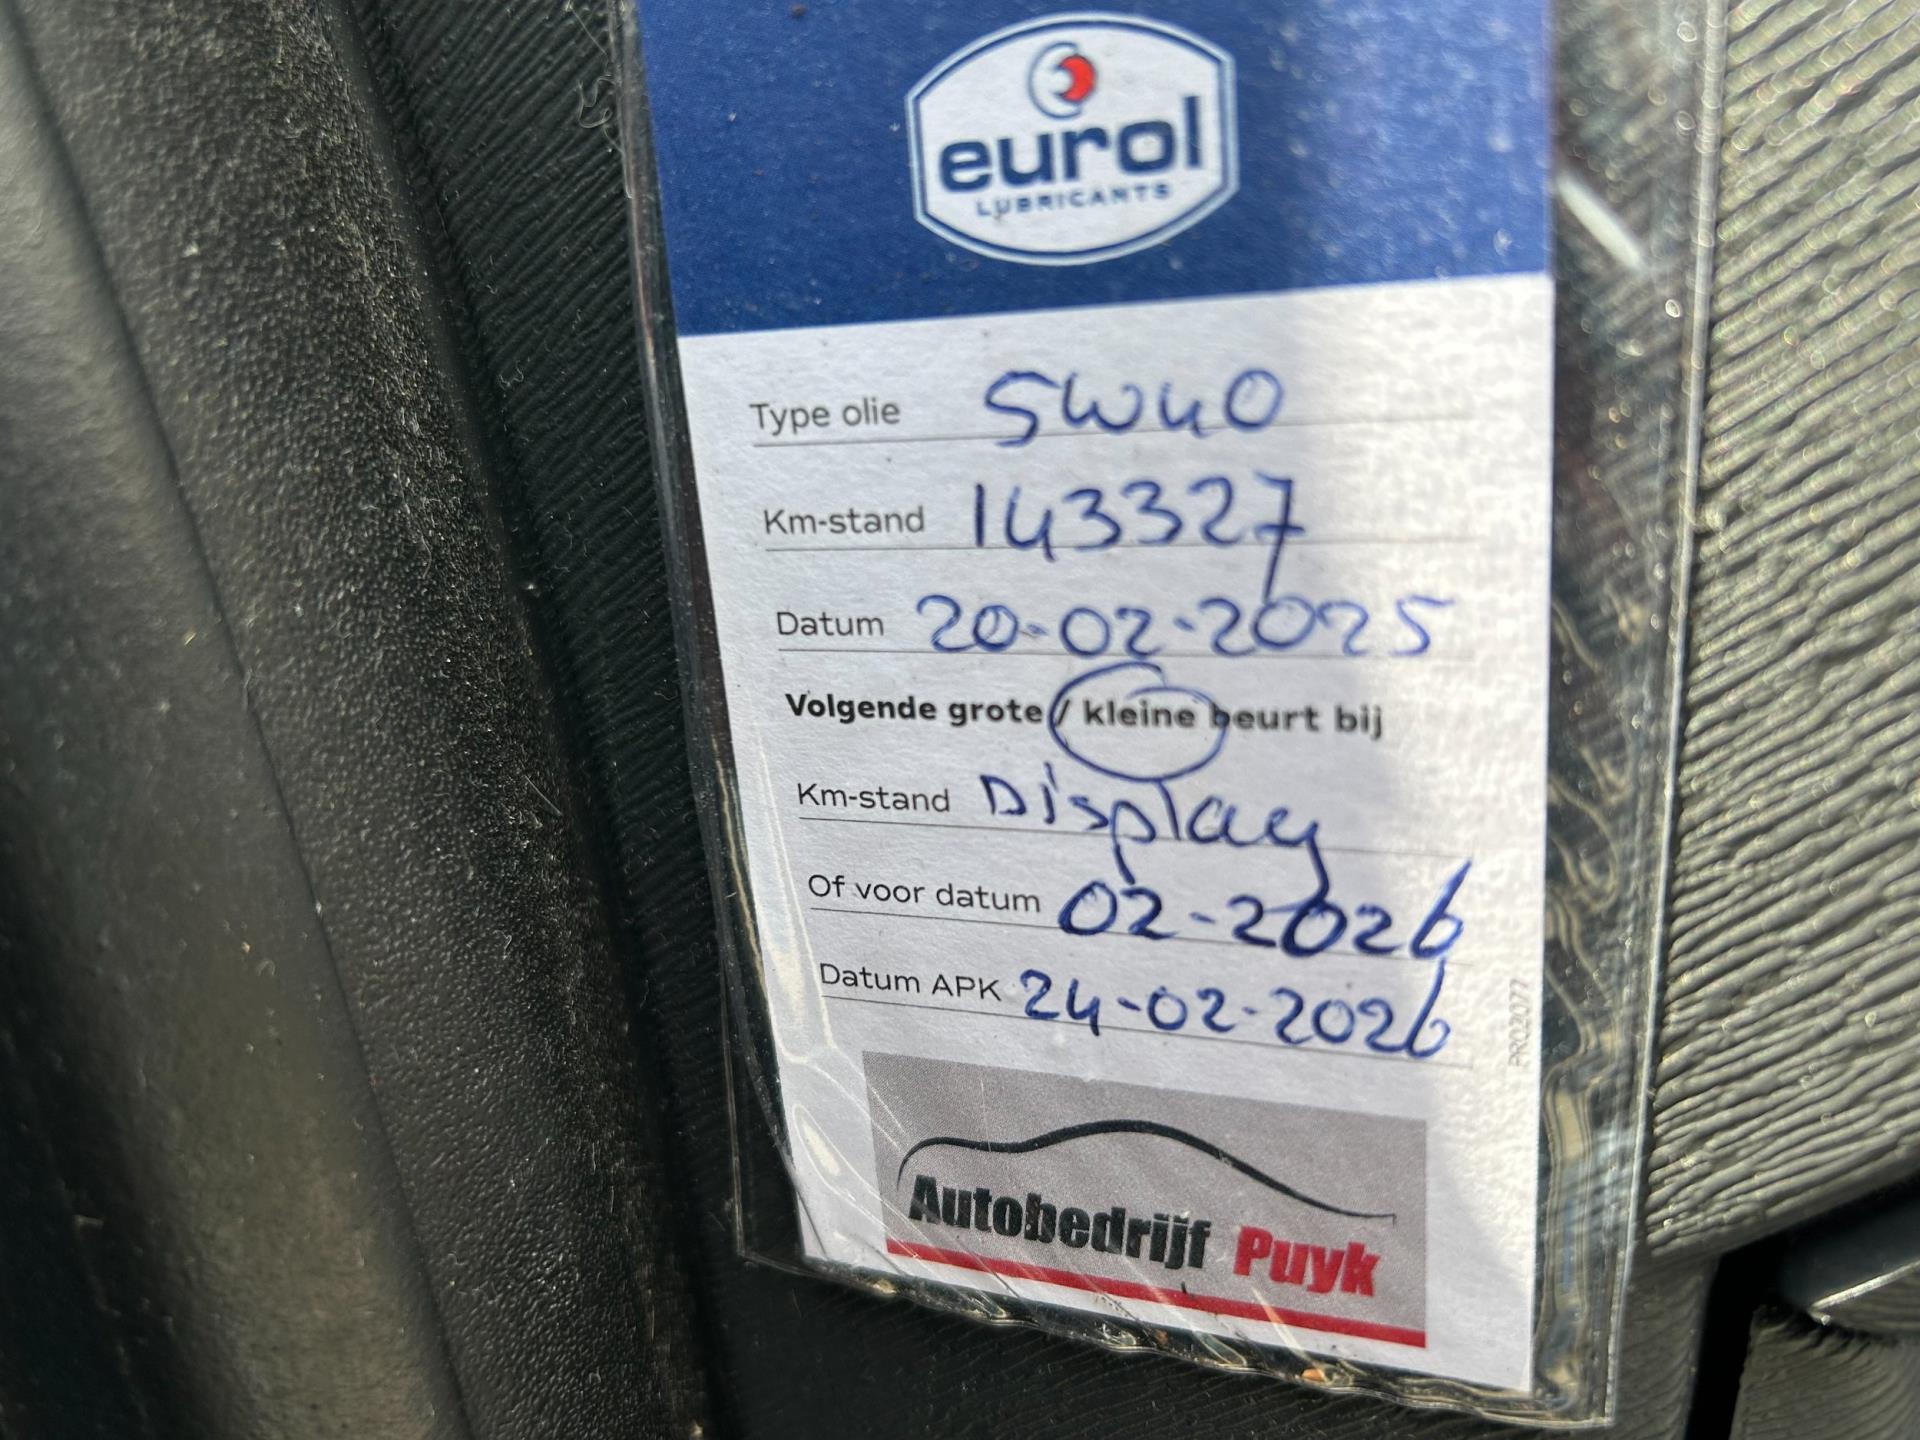 eurol
LUBRICANTS
Type olie 5W40
Km-stand 143327
Datum 20-02-2025
Volgende grote / kleine beurt bij
Km-stand Display
Of voor datum 02-2026
Datum APK 24-02-2026
PR02077
Autobedrijf Puyk